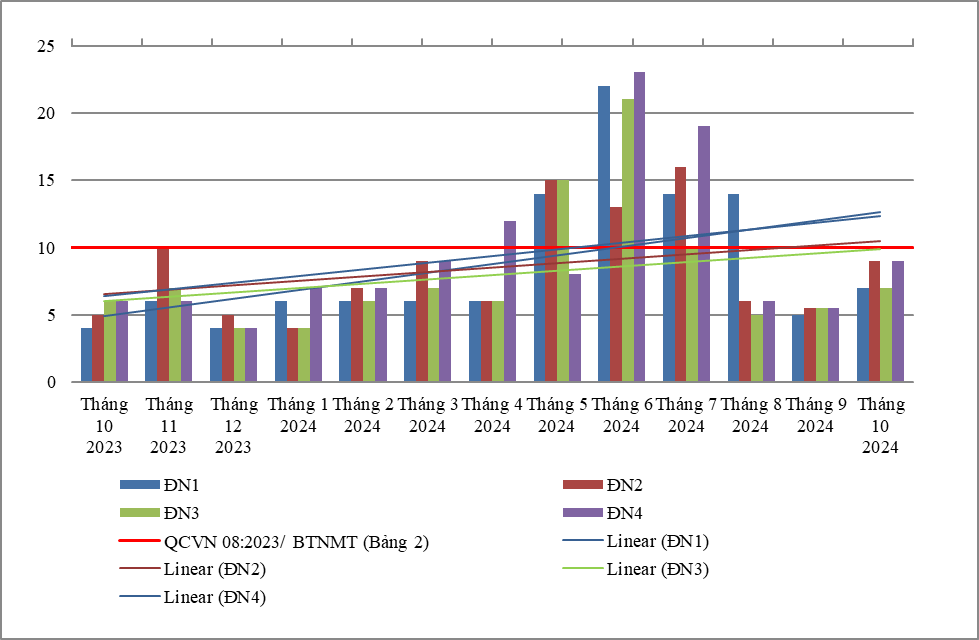 25
20
15
10
5
0
Tháng 10 2023
Tháng 11 2023
Tháng 12 2023
Tháng 1 2024
Tháng 2 2024
Tháng 3 2024
Tháng 4 2024
Tháng 5 2024
Tháng 6 2024
Tháng 7 2024
Tháng 8 2024
Tháng 9 2024
Tháng 10 2024
ĐN1
ĐN2
ĐN3
ĐN4
QCVN 08:2023/ BTNMT (Bảng 2)
Linear (ĐN1)
Linear (ĐN2)
Linear (ĐN3)
Linear (ĐN4)